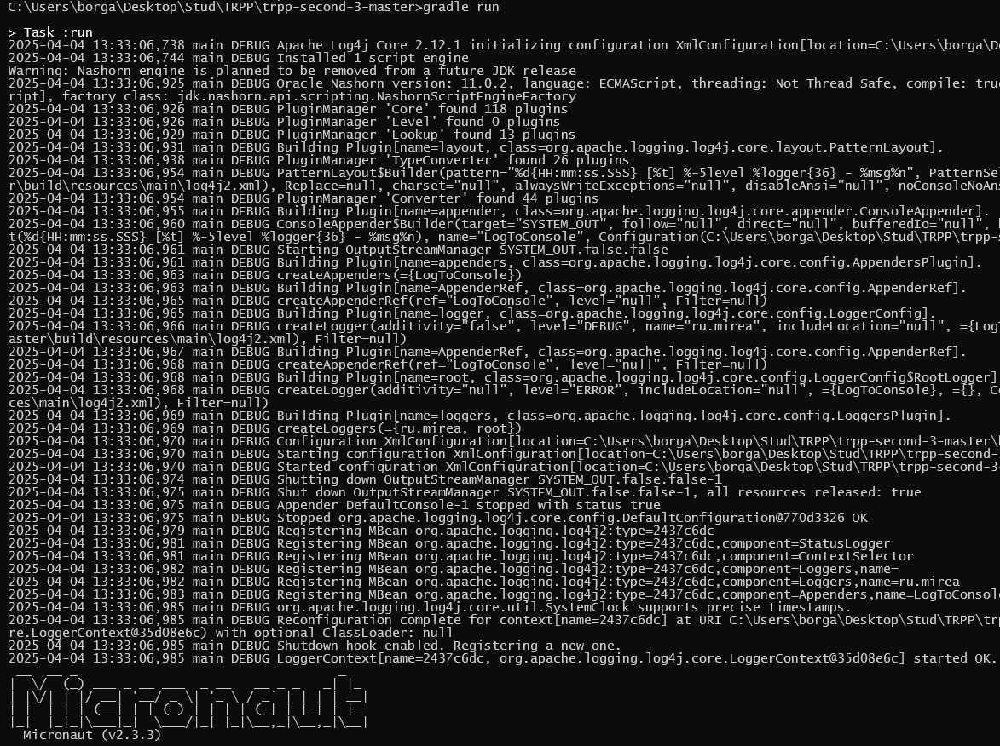 C:\Users\borga\Desktop\Stud\TRPP\trpp-second-3-master>gradle run
> Task :run
2025-04-04 13:33:06,738 main DEBUG Apache Log4j Core 2.12.1 initializing configuration XmlConfiguration[location=C:\Users\borga\De
2025-04-04 13:33:06,744 main DEBUG Installed 1 script engine
Warning: Nashorn engine is planned to be removed from a future JDK release
2025-04-04 13:33:06,925 main DEBUG Oracle Nashorn version: 11.0.2, language: ECMAScript, threading: Not Thread Safe, compile: true
ript], factory class: jdk.nashorn.api.scripting.NashornScriptEngineFactory
2025-04-04 13:33:06,926 main DEBUG PluginManager 'Core' found 118 plugins
2025-04-04 13:33:06,926 main DEBUG PluginManager 'Level' found 0 plugins
2025-04-04 13:33:06,929 main DEBUG PluginManager 'Lookup' found 13 plugins
2025-04-04 13:33:06,931 main DEBUG Building Plugin[name=layout, class=org.apache.logging.log4j.core.layout.PatternLayout].
2025-04-04 13:33:06,938 main DEBUG PluginManager 'TypeConverter' found 26 plugins
2025-04-04 13:33:06,954 main DEBUG PatternLayout$Builder(pattern="%d{HH:mm:ss.SSS} [%t] %-5level %logger{36} - %msg%n", PatternSel
r\build\resources\main\log4j2.xml), Replace=null, charset="null", alwaysWriteExceptions="null", disableAnsi="null", noConsoleNoAns
2025-04-04 13:33:06,954 main DEBUG PluginManager 'Converter' found 44 plugins
2025-04-04 13:33:06,955 main DEBUG Building Plugin[name=appender, class=org.apache.logging.log4j.core.appender.ConsoleAppender].
2025-04-04 13:33:06,960 main DEBUG ConsoleAppender$Builder(target="SYSTEM_OUT", follow="null", direct="null", bufferedIo="null",
t(%d{HH:mm:ss.SSS} [%t] %-5level %logger{36} - %msg%n), name="LogToConsole", Configuration(C:\Users\borga\Desktop\Stud\TRPP\trpp-s
2025-04-04 13:33:06,961 main DEBUG Starting OutputStreamManager SYSTEM_OUT.false.false
2025-04-04 13:33:06,961 main DEBUG Building Plugin[name=appenders, class=org.apache.logging.log4j.core.config.AppendersPlugin].
2025-04-04 13:33:06,963 main DEBUG createAppenders(={LogToConsole})
2025-04-04 13:33:06,963 main DEBUG Building Plugin[name=AppenderRef, class=org.apache.logging.log4j.core.config.AppenderRef].
2025-04-04 13:33:06,965 main DEBUG createAppenderRef(ref="LogToConsole", level="null", Filter=null)
2025-04-04 13:33:06,965 main DEBUG Building Plugin[name=logger, class=org.apache.logging.log4j.core.config.LoggerConfig].
2025-04-04 13:33:06,966 main DEBUG createLogger(additivity="false", level="DEBUG", name="ru.mirea", includeLocation="null", ={LogT
aster\build\resources\main\log4j2.xml), Filter=null)
2025-04-04 13:33:06,967 main DEBUG Building Plugin[name=AppenderRef, class=org.apache.logging.log4j.core.config.AppenderRef].
2025-04-04 13:33:06,968 main DEBUG createAppenderRef(ref="LogToConsole", level="null", Filter=null)
2025-04-04 13:33:06,968 main DEBUG Building Plugin[name=root, class=org.apache.logging.log4j.core.config.LoggerConfig$RootLogger]
2025-04-04 13:33:06,968 main DEBUG createLogger(additivity="null", level="ERROR", includeLocation="null", ={LogToConsole}, ={}, Co
ces\main\log4j2.xml), Filter=null)
2025-04-04 13:33:06,969 main DEBUG Building Plugin[name=loggers, class=org.apache.logging.log4j.core.config.LoggersPlugin].
2025-04-04 13:33:06,969 main DEBUG createLoggers(={ru.mirea, root})
2025-04-04 13:33:06,970 main DEBUG Configuration XmlConfiguration[location=C:\Users\borga\Desktop\Stud\TRPP\trpp-second-3-master\b
2025-04-04 13:33:06,970 main DEBUG Starting configuration XmlConfiguration[location=C:\Users\borga\Desktop\Stud\TRPP\trpp-second-
2025-04-04 13:33:06,970 main DEBUG Started configuration XmlConfiguration[location=C:\Users\borga\Desktop\Stud\TRPP\trpp-second-3-
2025-04-04 13:33:06,974 main DEBUG Shutting down OutputStreamManager SYSTEM_OUT.false.false-1
2025-04-04 13:33:06,975 main DEBUG Shut down OutputStreamManager SYSTEM_OUT.false.false-1, all resources released: true
2025-04-04 13:33:06,975 main DEBUG Appender DefaultConsole-1 stopped with status true
2025-04-04 13:33:06,975 main DEBUG Stopped org.apache.logging.log4j.core.config.DefaultConfiguration@770d3326 OK
2025-04-04 13:33:06,979 main DEBUG Registering MBean org.apache.logging.log4j2:type=2437c6dc
2025-04-04 13:33:06,981 main DEBUG Registering MBean org.apache.logging.log4j2:type=2437c6dc,component=StatusLogger
2025-04-04 13:33:06,981 main DEBUG Registering MBean org.apache.logging.log4j2:type=2437c6dc,component=ContextSelector
2025-04-04 13:33:06,982 main DEBUG Registering MBean org.apache.logging.log4j2:type=2437c6dc,component=Loggers,name=
2025-04-04 13:33:06,982 main DEBUG Registering MBean org.apache.logging.log4j2:type=2437c6dc,component=Loggers,name=ru.mirea
2025-04-04 13:33:06,983 main DEBUG Registering MBean org.apache.logging.log4j2:type=2437c6dc,component=Appenders,name=LogToConsole
2025-04-04 13:33:06,985 main DEBUG org.apache.logging.log4j.core.util.SystemClock supports precise timestamps.
2025-04-04 13:33:06,985 main DEBUG Reconfiguration complete for context[name=2437c6dc] at URI C:\Users\borga\Desktop\Stud\TRPP\trp
re.LoggerContext@35d08e6c) with optional ClassLoader: null
2025-04-04 13:33:06,985 main DEBUG Shutdown hook enabled. Registering a new one.
2025-04-04 13:33:06,985 main DEBUG LoggerContext[name=2437c6dc, org.apache.logging.log4j.core.LoggerContext@35d08e6c] started OK.
Micronaut
Micronaut (v2.3.3)